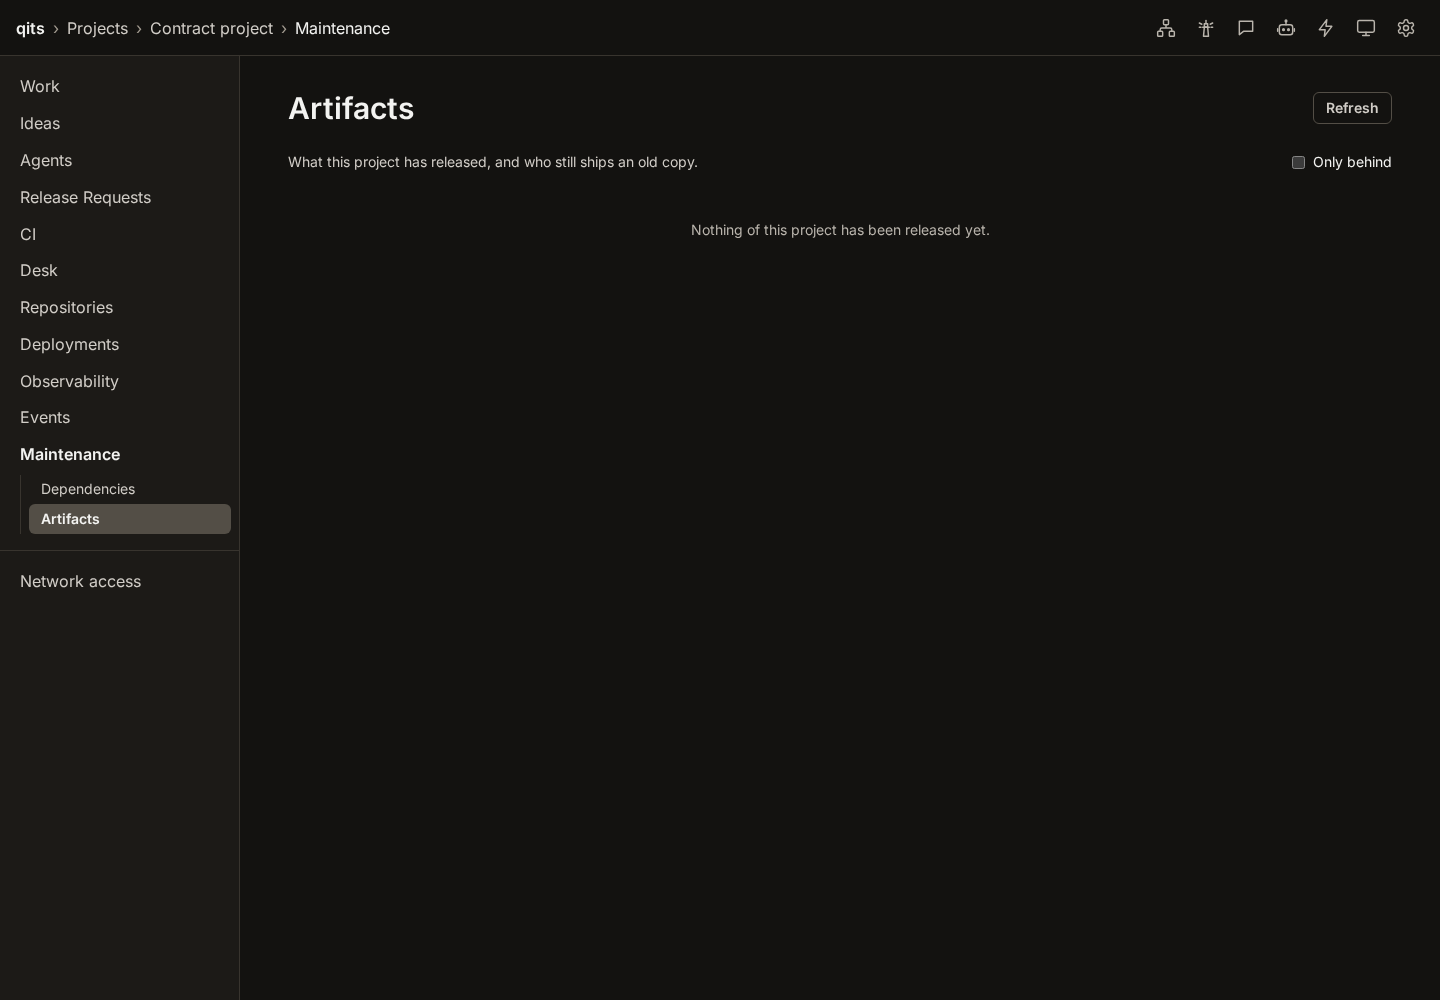 qits › Projects › Contract project › Maintenance
Work
Ideas
Agents
Release Requests
CI
Desk
Repositories
Deployments
Observability
Events
Maintenance
Dependencies
Artifacts
Network access
Artifacts
Refresh
What this project has released, and who still ships an old copy.
Only behind
Nothing of this project has been released yet.